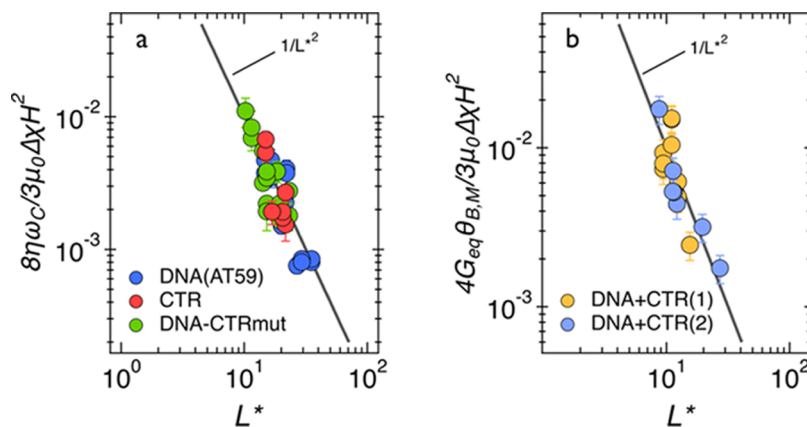 a
1/L*²
8ηω_C/3μ₀ΔχH²
10⁻²
10⁻³
DNA(AT59)
CTR
DNA-CTRmut
10⁰
10¹
10²
L*
b
1/L*²
4G_eqθ_B,M/3μ₀ΔχH²
10⁻²
10⁻³
DNA+CTR(1)
DNA+CTR(2)
10¹
10²
L*